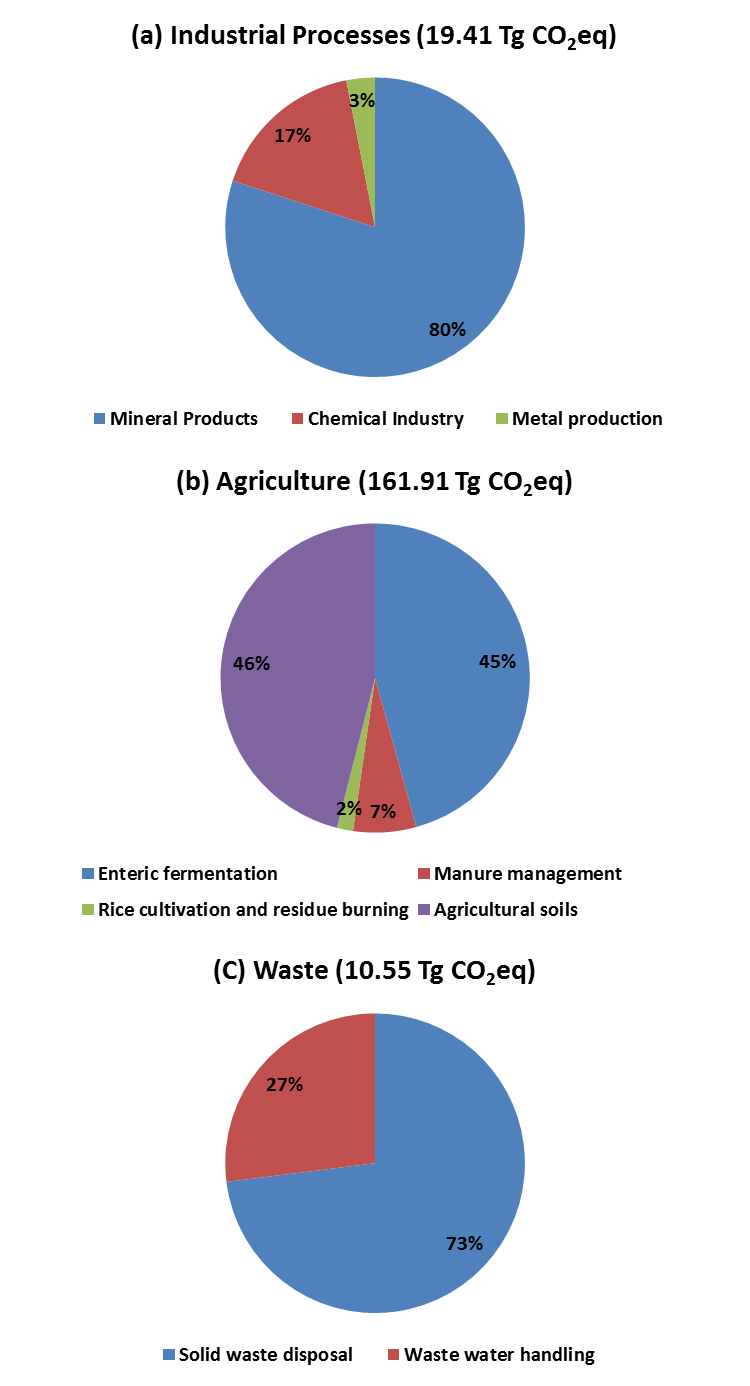 (a) Industrial Processes (19.41 Tg CO₂eq)
3%
17%
80%
Mineral Products Chemical Industry Metal production
(b) Agriculture (161.91 Tg CO₂eq)
46% 45%
2% 7%
Enteric fermentation Manure management
Rice cultivation and residue burning Agricultural soils
(C) Waste (10.55 Tg CO₂eq)
27%
73%
Solid waste disposal Waste water handling